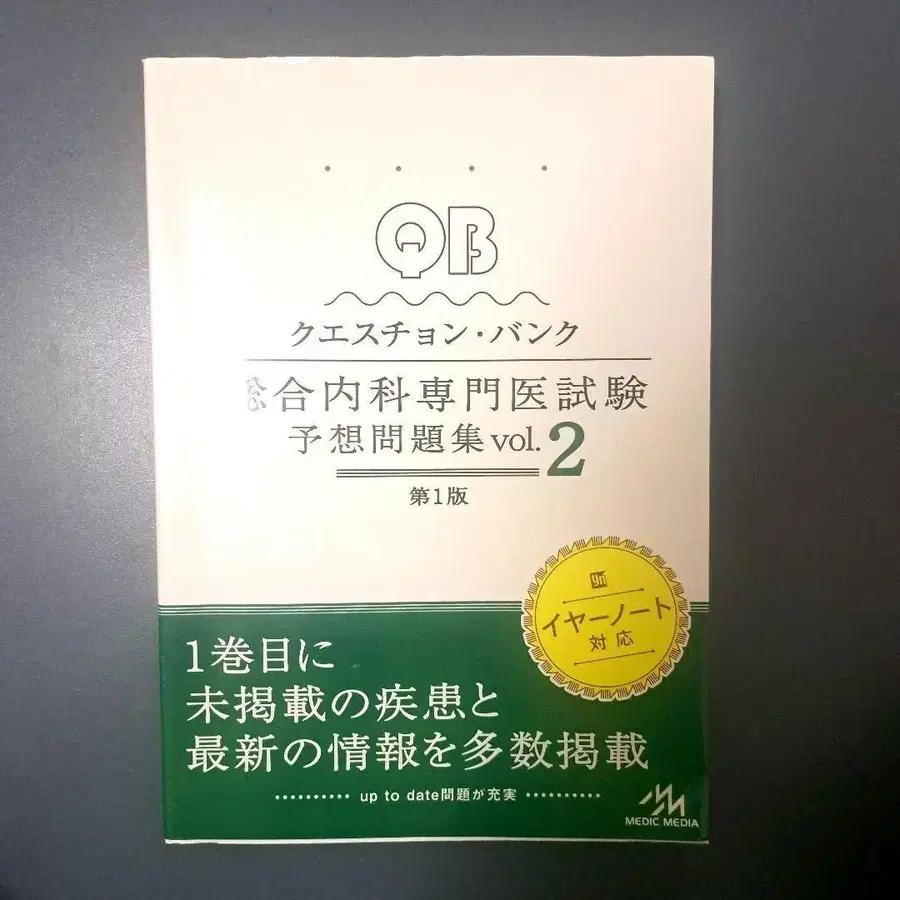 QB
クエスチョン・バンク
総合内科専門医試験
予想問題集 vol.2
第1版
yn
イヤーノート
対応
1巻目に
未掲載の疾患と
最新の情報を多数掲載
up to date問題が充実
MEDIC MEDIA